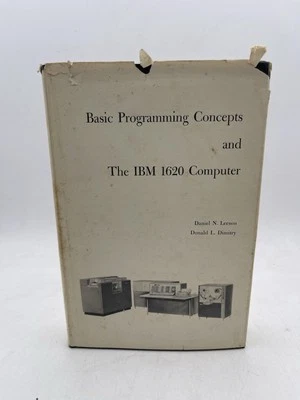 Basic Programming Concepts
and
The IBM 1620 Computer
Daniel N. Leeson
Donald L. Dimitry